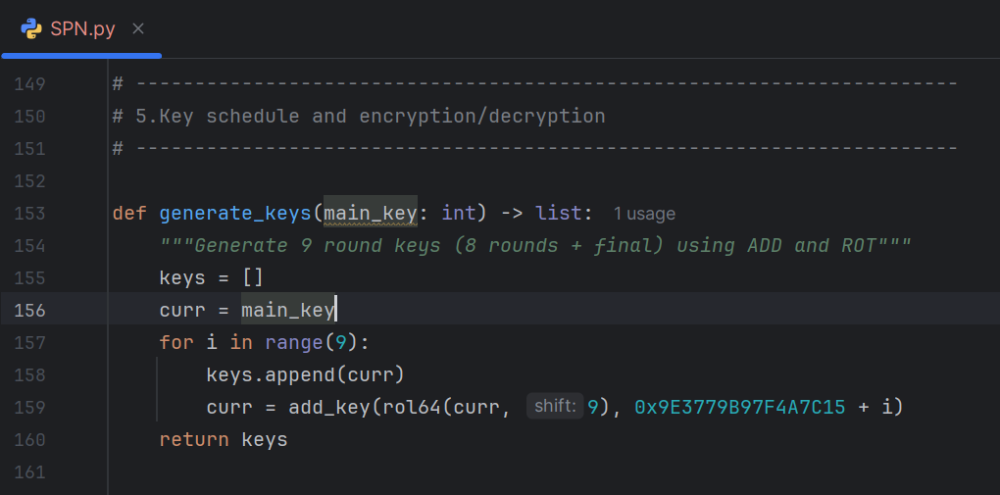 SPN.py ×
149 # ----------------------------------------------------------------------
150 # 5.Key schedule and encryption/decryption
151 # ----------------------------------------------------------------------
152
153 def generate_keys(main_key: int) -> list: 1 usage
154 """Generate 9 round keys (8 rounds + final) using ADD and ROT"""
155 keys = []
156 curr = main_key
157 for i in range(9):
158 keys.append(curr)
159 curr = add_key(rol64(curr, shift: 9), 0x9E3779B97F4A7C15 + i)
160 return keys
161